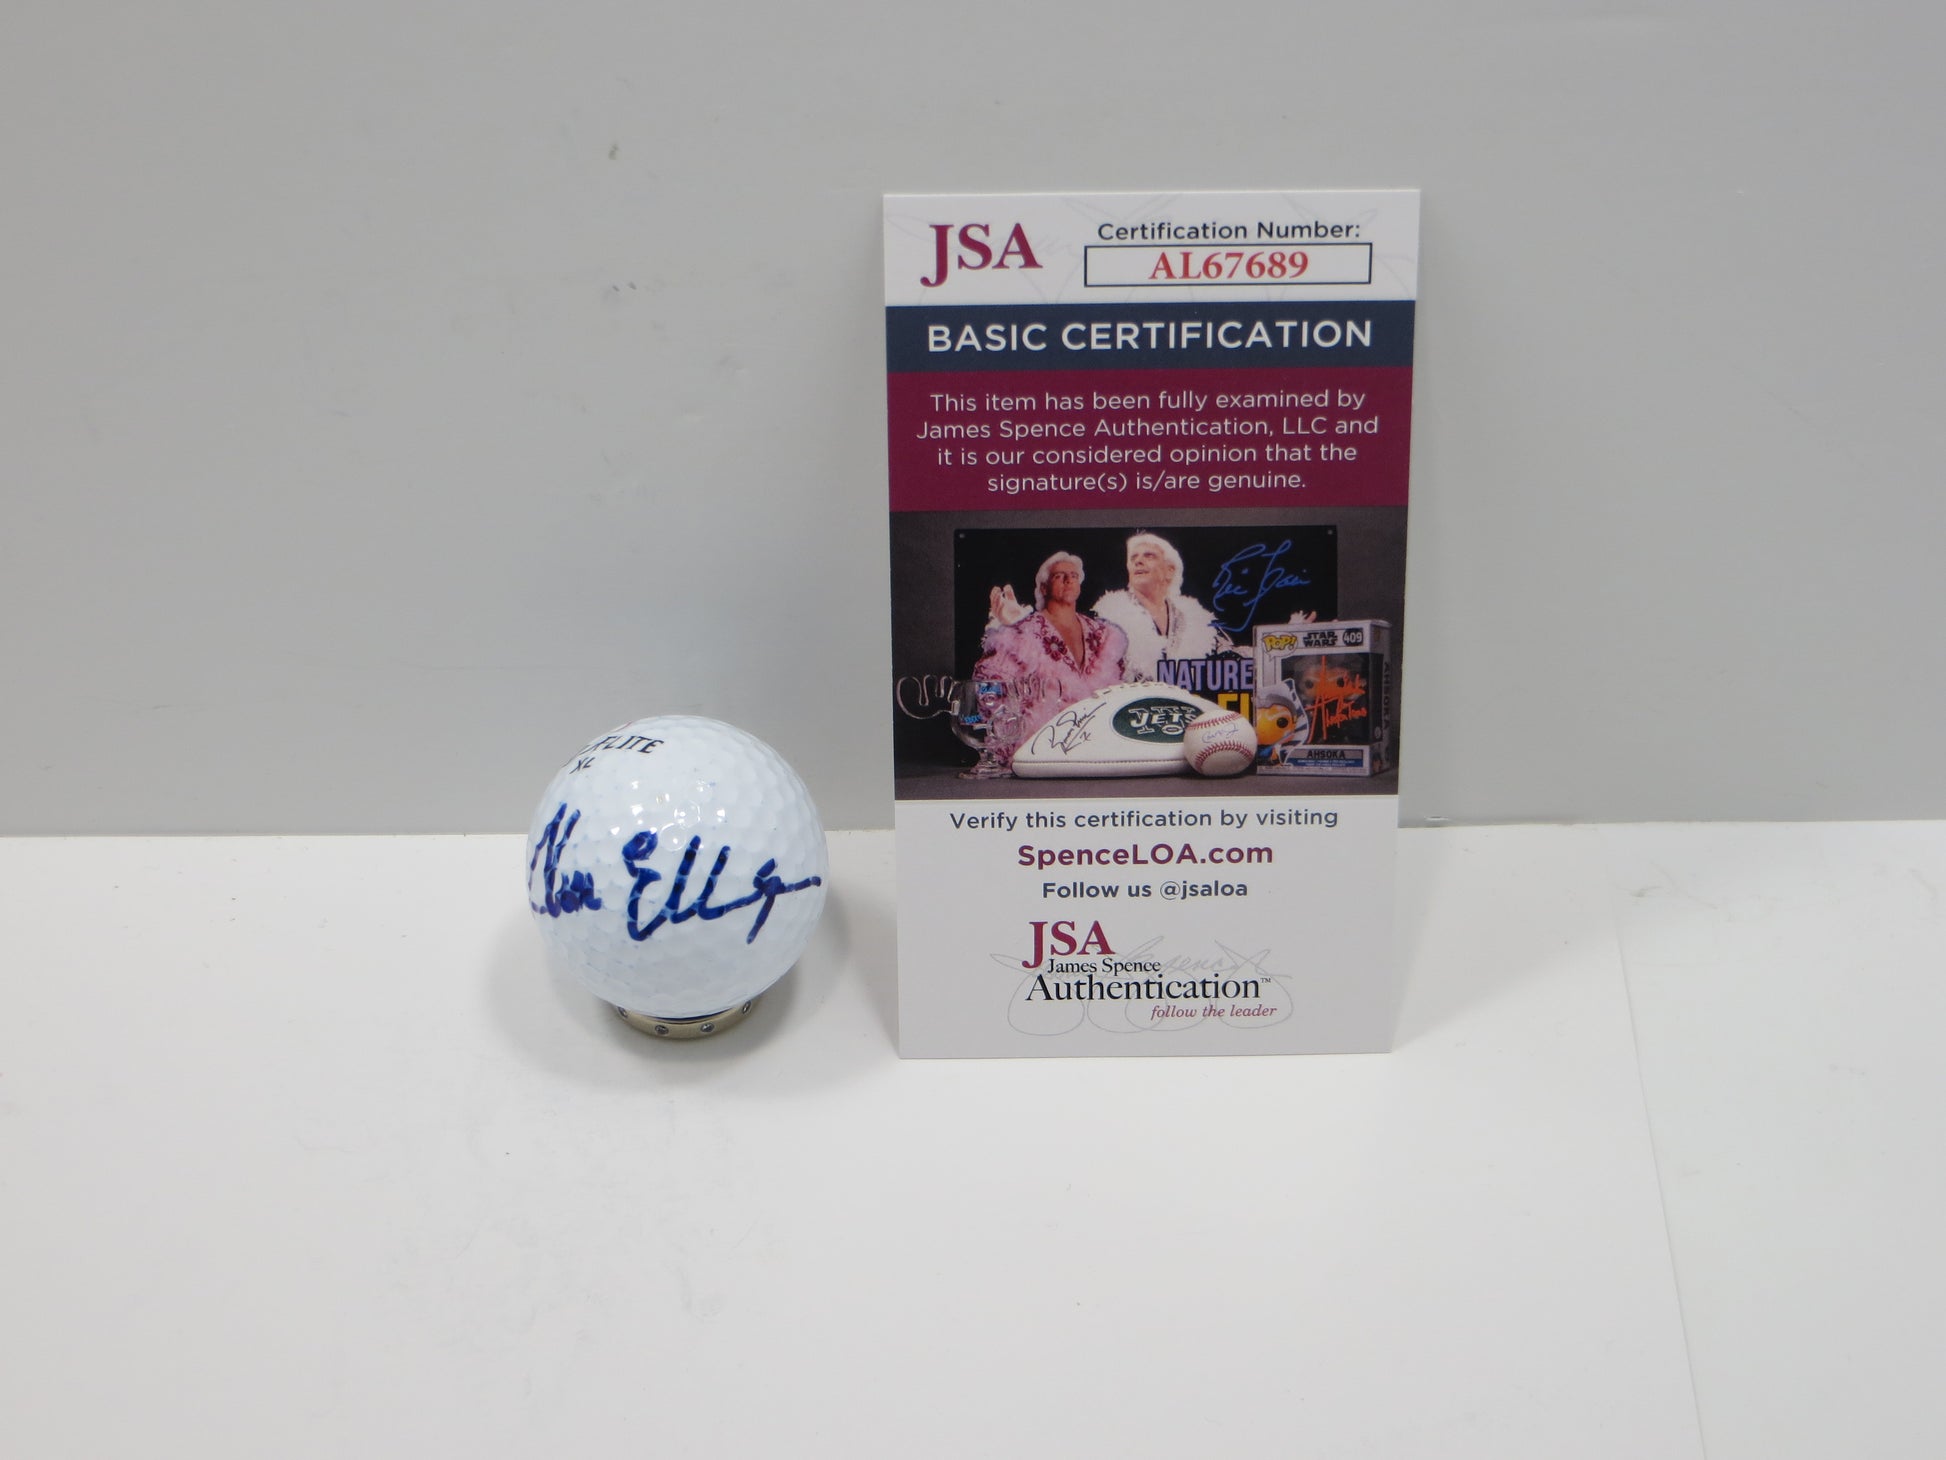 FLITE
XL
JSA
Certification Number:
AL67689
BASIC CERTIFICATION
This item has been fully examined by
James Spence Authentication, LLC and
it is our considered opinion that the
signature(s) is/are genuine.
POP! STAR WARS 409
NATURE
JETS
AHSOKA
Verify this certification by visiting
SpenceLOA.com
Follow us @jsaloa
JSA
James Spence
Authentication™
follow the leader